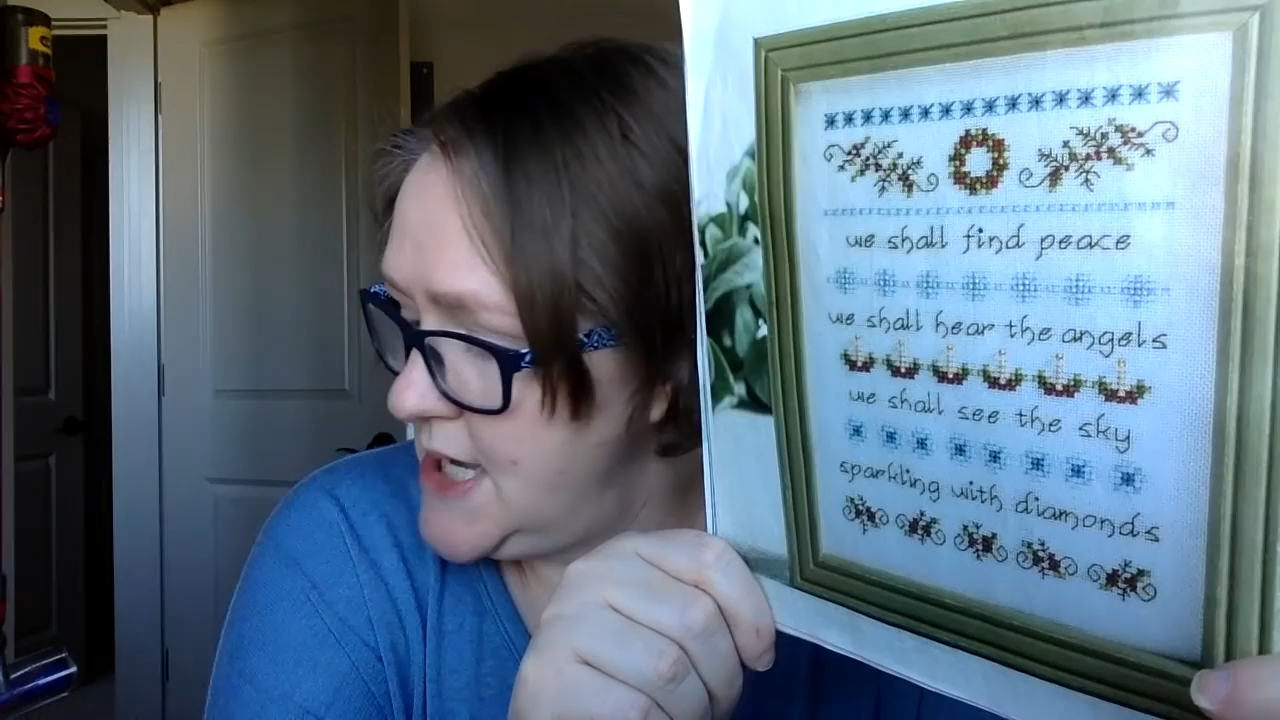 we shall find peace
we shall hear the angels
we shall see the sky
sparkling with diamonds